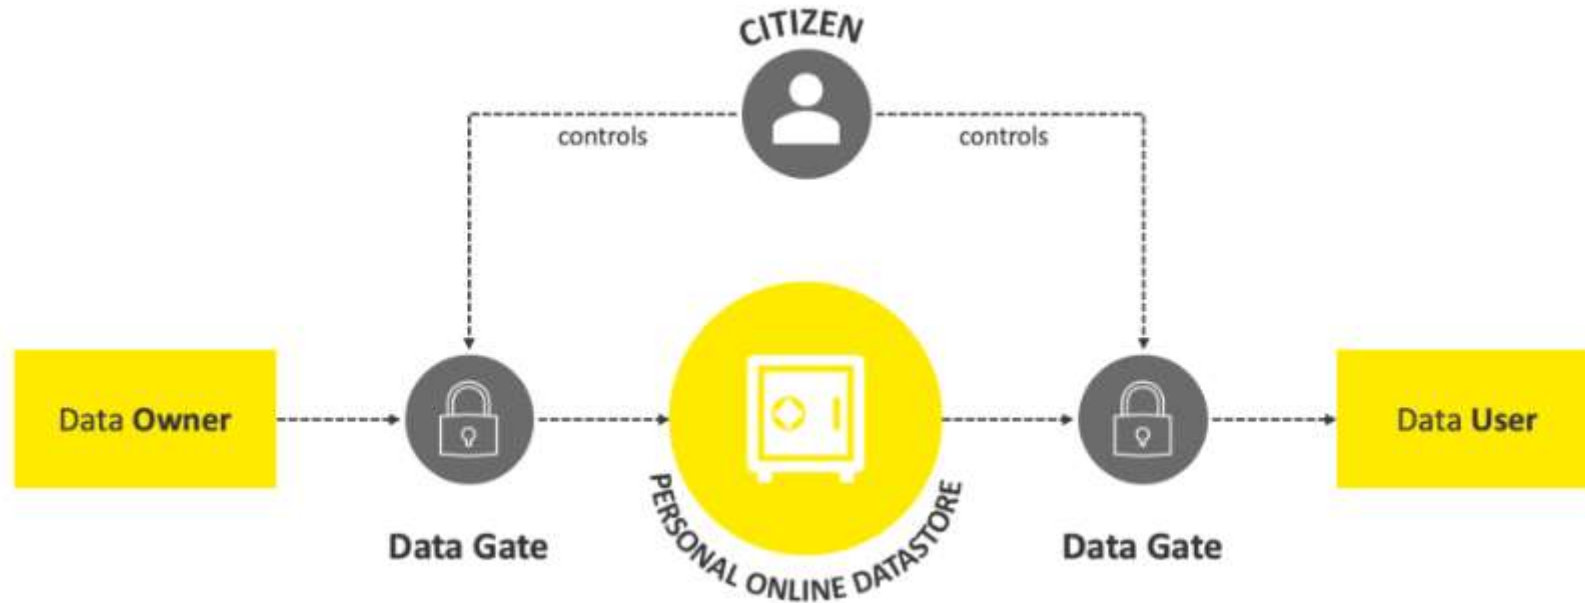 CITIZEN
controls
controls
Data Owner
Data User
Data Gate
PERSONAL ONLINE DATASTORE
Data Gate